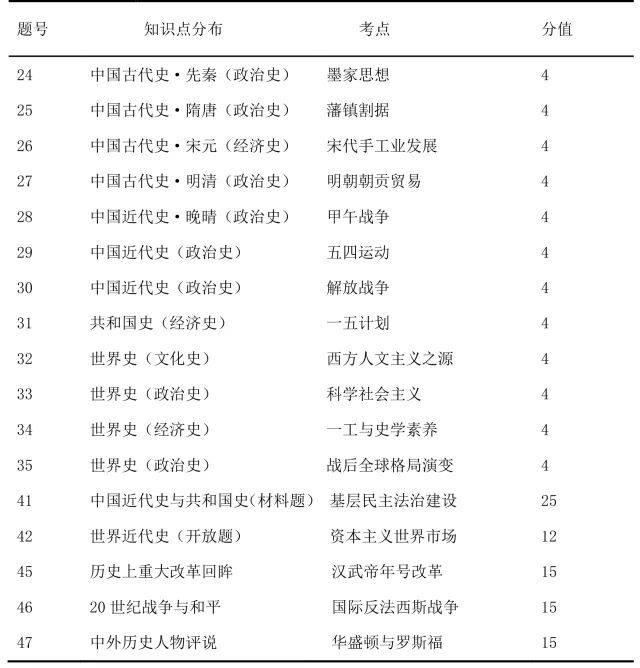 题号 知识点分布 考点 分值
24 中国古代史·先秦（政治史） 墨家思想 4
25 中国古代史·隋唐（政治史） 藩镇割据 4
26 中国古代史·宋元（经济史） 宋代手工业发展 4
27 中国古代史·明清（政治史） 明朝朝贡贸易 4
28 中国近代史·晚晴（政治史） 甲午战争 4
29 中国近代史（政治史） 五四运动 4
30 中国近代史（政治史） 解放战争 4
31 共和国史（经济史） 一五计划 4
32 世界史（文化史） 西方人文主义之源 4
33 世界史（政治史） 科学社会主义 4
34 世界史（经济史） 一工与史学素养 4
35 世界史（政治史） 战后全球格局演变 4
41 中国近代史与共和国史（材料题） 基层民主法治建设 25
42 世界近代史（开放题） 资本主义世界市场 12
45 历史上重大改革回眸 汉武帝年号改革 15
46 20世纪战争与和平 国际反法西斯战争 15
47 中外历史人物评说 华盛顿与罗斯福 15